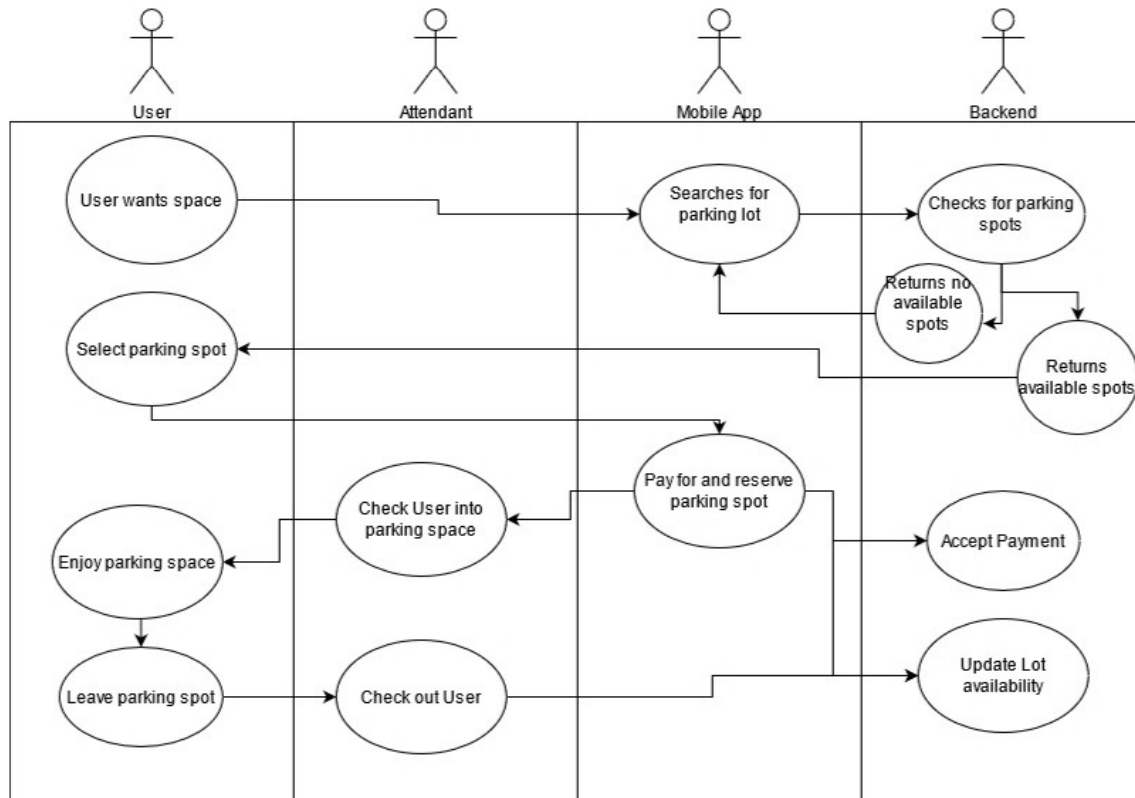 User
Attendant
Mobile App
Backend
User wants space
Searches for
parking lot
Checks for parking
spots
Returns no
available
spots
Select parking spot
Returns
available spots
Pay for and reserve
parking spot
Check User into
parking space
Accept Payment
Enjoy parking space
Leave parking spot
Check out User
Update Lot
availability